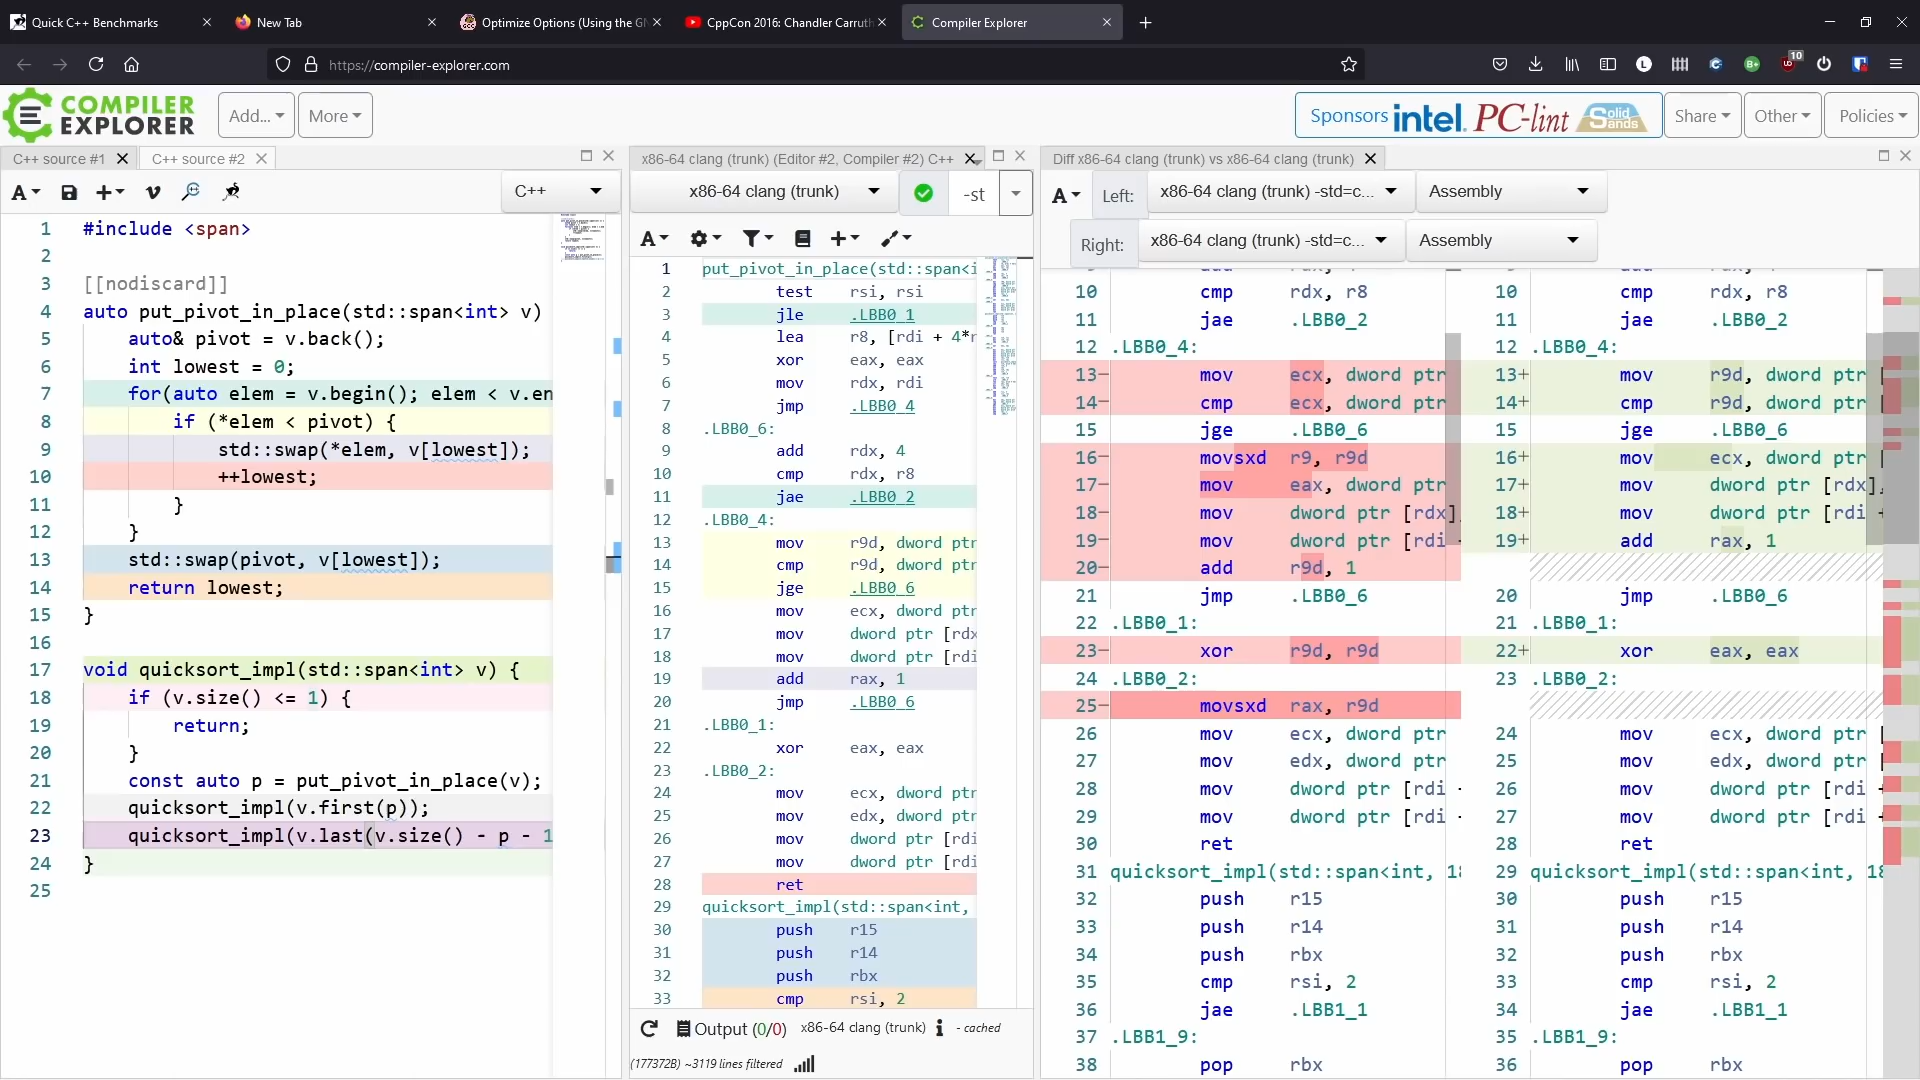 Quick C++ Benchmarks
New Tab
Optimize Options (Using the GN
CppCon 2016: Chandler Carruth
Compiler Explorer
https://compiler-explorer.com
10
COMPILER
EXPLORER
Add...
More
Sponsors intel. PC-lint Solid Sands
Share
Other
Policies
C++ source #1
C++ source #2
A
C++
1 #include <span>
2
3 [[nodiscard]]
4 auto put_pivot_in_place(std::span<int> v)
5 auto& pivot = v.back();
6 int lowest = 0;
7 for(auto elem = v.begin(); elem < v.en
8 if (*elem < pivot) {
9 std::swap(*elem, v[lowest]);
10 ++lowest;
11 }
12 }
13 std::swap(pivot, v[lowest]);
14 return lowest;
15 }
16
17 void quicksort_impl(std::span<int> v) {
18 if (v.size() <= 1) {
19 return;
20 }
21 const auto p = put_pivot_in_place(v);
22 quicksort_impl(v.first(p));
23 quicksort_impl(v.last(v.size() - p - 1
24 }
25
x86-64 clang (trunk) (Editor #2, Compiler #2) C++
x86-64 clang (trunk)
-st
A
1 put_pivot_in_place(std::span<i
2 test rsi, rsi
3 jle .LBB0_1
4 lea r8, [rdi + 4*r
5 xor eax, eax
6 mov rdx, rdi
7 jmp .LBB0_4
8 .LBB0_6:
9 add rdx, 4
10 cmp rdx, r8
11 jae .LBB0_2
12 .LBB0_4:
13 mov r9d, dword ptr
14 cmp r9d, dword ptr
15 jge .LBB0_6
16 mov ecx, dword ptr
17 mov dword ptr [rdx
18 mov dword ptr [rdi
19 add rax, 1
20 jmp .LBB0_6
21 .LBB0_1:
22 xor eax, eax
23 .LBB0_2:
24 mov ecx, dword ptr
25 mov edx, dword ptr
26 mov dword ptr [rdi
27 mov dword ptr [rdi
28 ret
29 quicksort_impl(std::span<int,
30 push r15
31 push r14
32 push rbx
33 cmp rsi, 2
Output (0/0) x86-64 clang (trunk) i - cached
(177372B) ~3119 lines filtered
Diff x86-64 clang (trunk) vs x86-64 clang (trunk)
A
Left: x86-64 clang (trunk) -std=c... Assembly
Right: x86-64 clang (trunk) -std=c... Assembly
10 cmp rdx, r8
11 jae .LBB0_2
12 .LBB0_4:
13- mov ecx, dword ptr
14- cmp ecx, dword ptr
15 jge .LBB0_6
16- movsxd r9, r9d
17- mov eax, dword ptr
18- mov dword ptr [rdx]
19- mov dword ptr [rdi
20- add r9d, 1
21 jmp .LBB0_6
22 .LBB0_1:
23- xor r9d, r9d
24 .LBB0_2:
25- movsxd rax, r9d
26 mov ecx, dword ptr
27 mov edx, dword ptr
28 mov dword ptr [rdi
29 mov dword ptr [rdi
30 ret
31 quicksort_impl(std::span<int, 18
32 push r15
33 push r14
34 push rbx
35 cmp rsi, 2
36 jae .LBB1_1
37 .LBB1_9:
38 pop rbx
10 cmp rdx, r8
11 jae .LBB0_2
12 .LBB0_4:
13+ mov r9d, dword ptr [
14+ cmp r9d, dword ptr [
15 jge .LBB0_6
16+ mov ecx, dword ptr [
17+ mov dword ptr [rdx],
18+ mov dword ptr [rdi +
19+ add rax, 1
20 jmp .LBB0_6
21 .LBB0_1:
22+ xor eax, eax
23 .LBB0_2:
24 mov ecx, dword ptr [
25 mov edx, dword ptr [
26 mov dword ptr [rdi +
27 mov dword ptr [rdi +
28 ret
29 quicksort_impl(std::span<int, 18
30 push r15
31 push r14
32 push rbx
33 cmp rsi, 2
34 jae .LBB1_1
35 .LBB1_9:
36 pop rbx